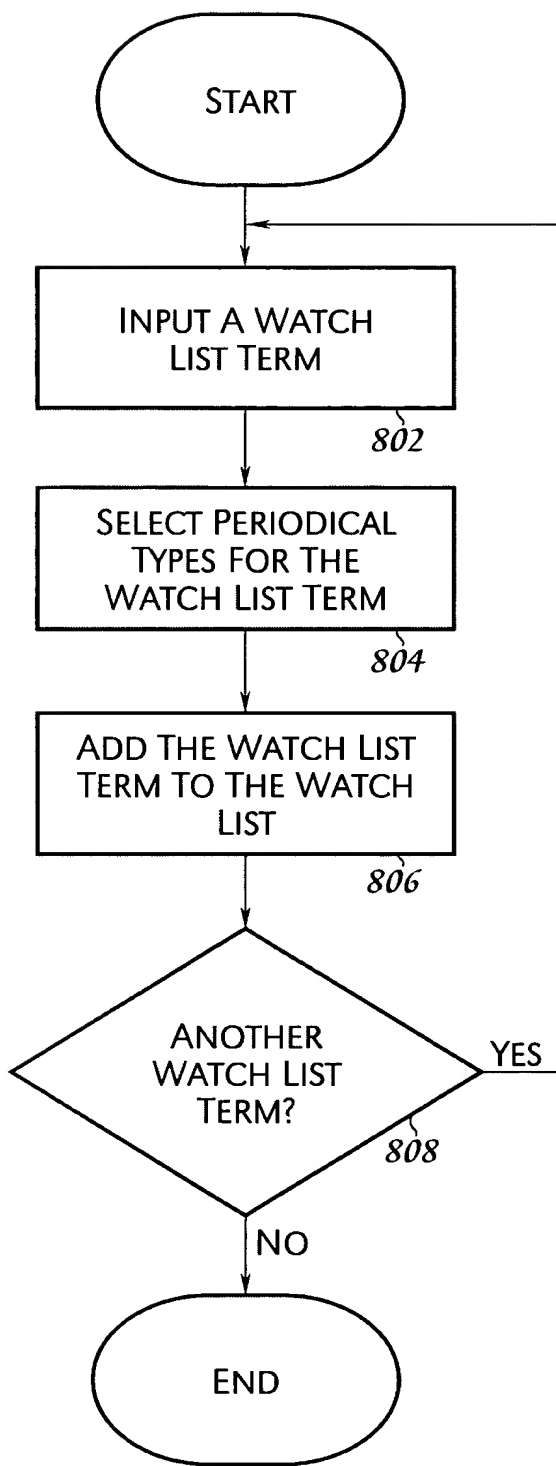 START
INPUT A WATCH
LIST TERM
802
SELECT PERIODICAL
TYPES FOR THE
WATCH LIST TERM
804
ADD THE WATCH LIST
TERM TO THE WATCH
LIST
806
ANOTHER
WATCH LIST
TERM?
YES
808
NO
END